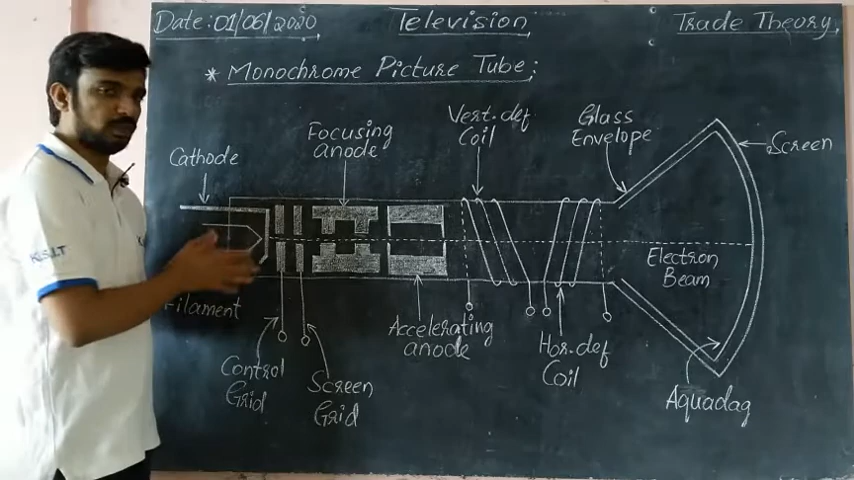 Date:01/06/2020
Television
Trade Theory
* Monochrome Picture Tube:
Cathode
Focusing
anode
Vert.def
Coil
Glass
Envelope
Screen
Electron
Beam
Filament
Control
Grid
Screen
Grid
Accelerating
anode
Hor.def
Coil
Aquadag